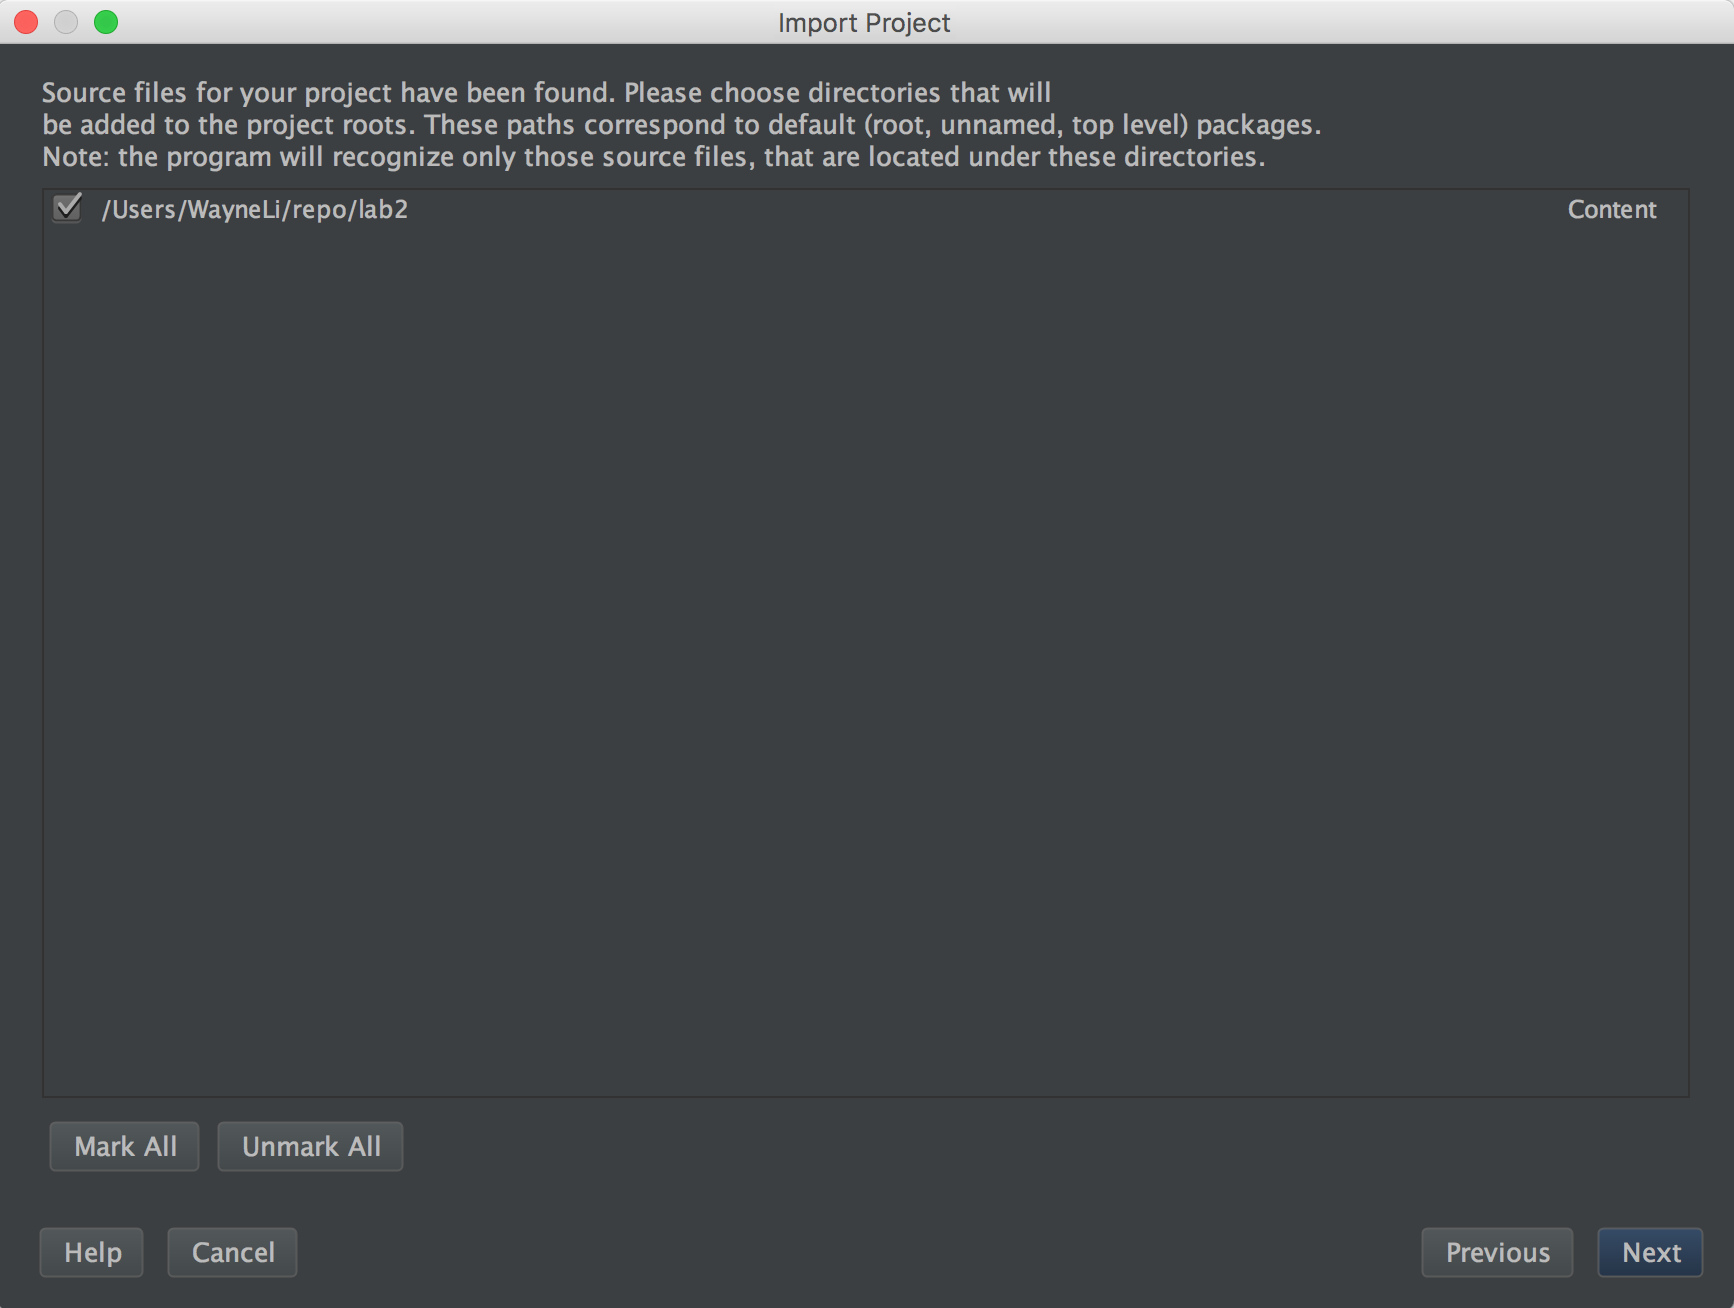 Import Project
Source files for your project have been found. Please choose directories that will
be added to the project roots. These paths correspond to default (root, unnamed, top level) packages.
Note: the program will recognize only those source files, that are located under these directories.
/Users/WayneLi/repo/lab2 Content
Mark All Unmark All
Help Cancel Previous Next